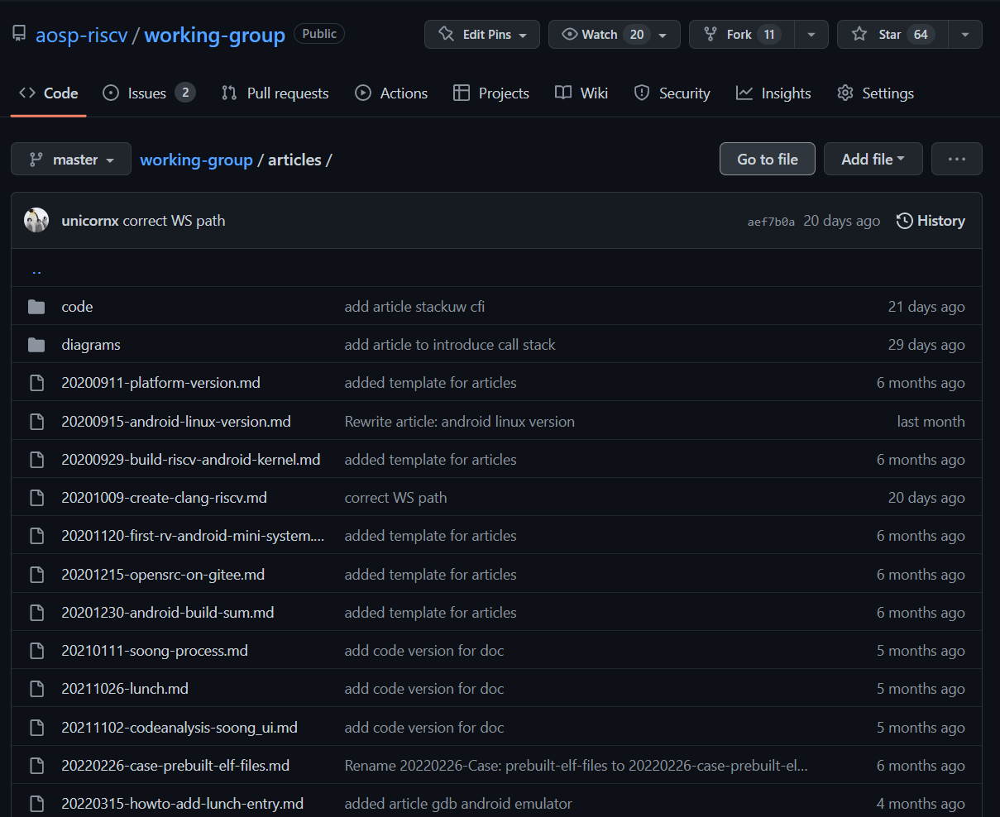 aosp-riscv / working-group Public Edit Pins Watch 20 Fork 11 Star 64
Code Issues 2 Pull requests Actions Projects Wiki Security Insights Settings
master working-group / articles / Go to file Add file ...
unicornx correct WS path aef7b0a 20 days ago History
..
code add article stackuw cfi 21 days ago
diagrams add article to introduce call stack 29 days ago
20200911-platform-version.md added template for articles 6 months ago
20200915-android-linux-version.md Rewrite article: android linux version last month
20200929-build-riscv-android-kernel.md added template for articles 6 months ago
20201009-create-clang-riscv.md correct WS path 20 days ago
20201120-first-rv-android-mini-system.... added template for articles 6 months ago
20201215-opensrc-on-gitee.md added template for articles 6 months ago
20201230-android-build-sum.md added template for articles 6 months ago
20210111-soong-process.md add code version for doc 5 months ago
20211026-lunch.md add code version for doc 5 months ago
20211102-codeanalysis-soong_ui.md add code version for doc 5 months ago
20220226-case-prebuilt-elf-files.md Rename 20220226-Case: prebuilt-elf-files to 20220226-case-prebuilt-el... 6 months ago
20220315-howto-add-lunch-entry.md added article gdb android emulator 4 months ago